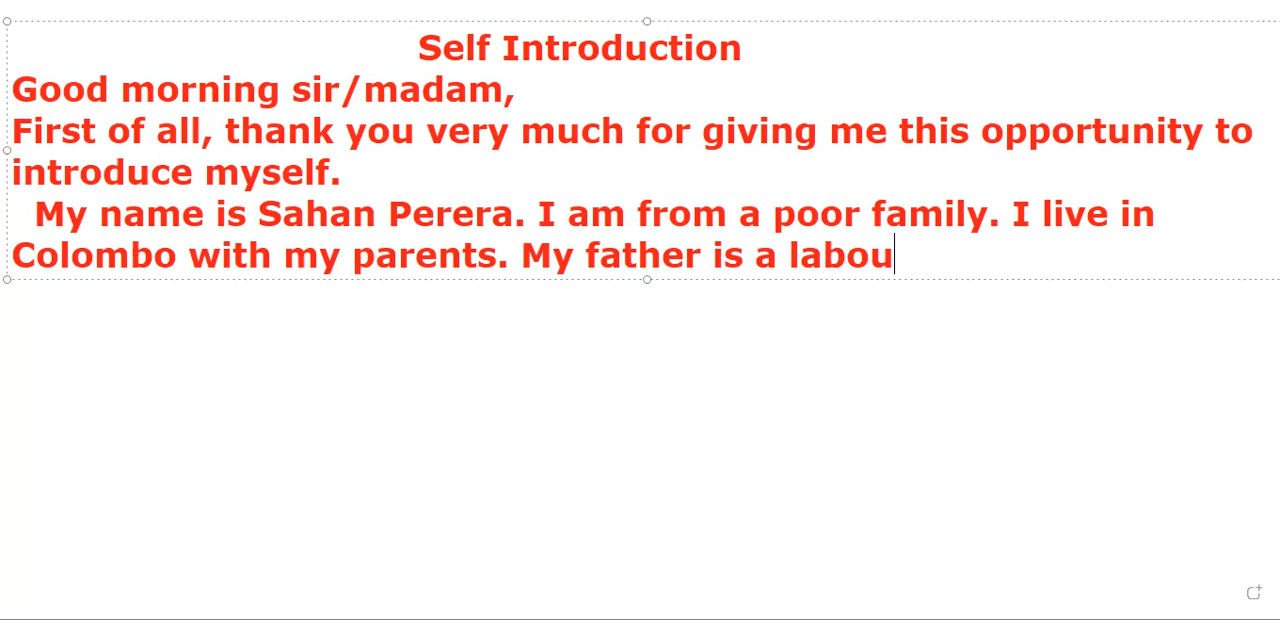 Self Introduction
Good morning sir/madam,
First of all, thank you very much for giving me this opportunity to
introduce myself.
My name is Sahan Perera. I am from a poor family. I live in
Colombo with my parents. My father is a labou